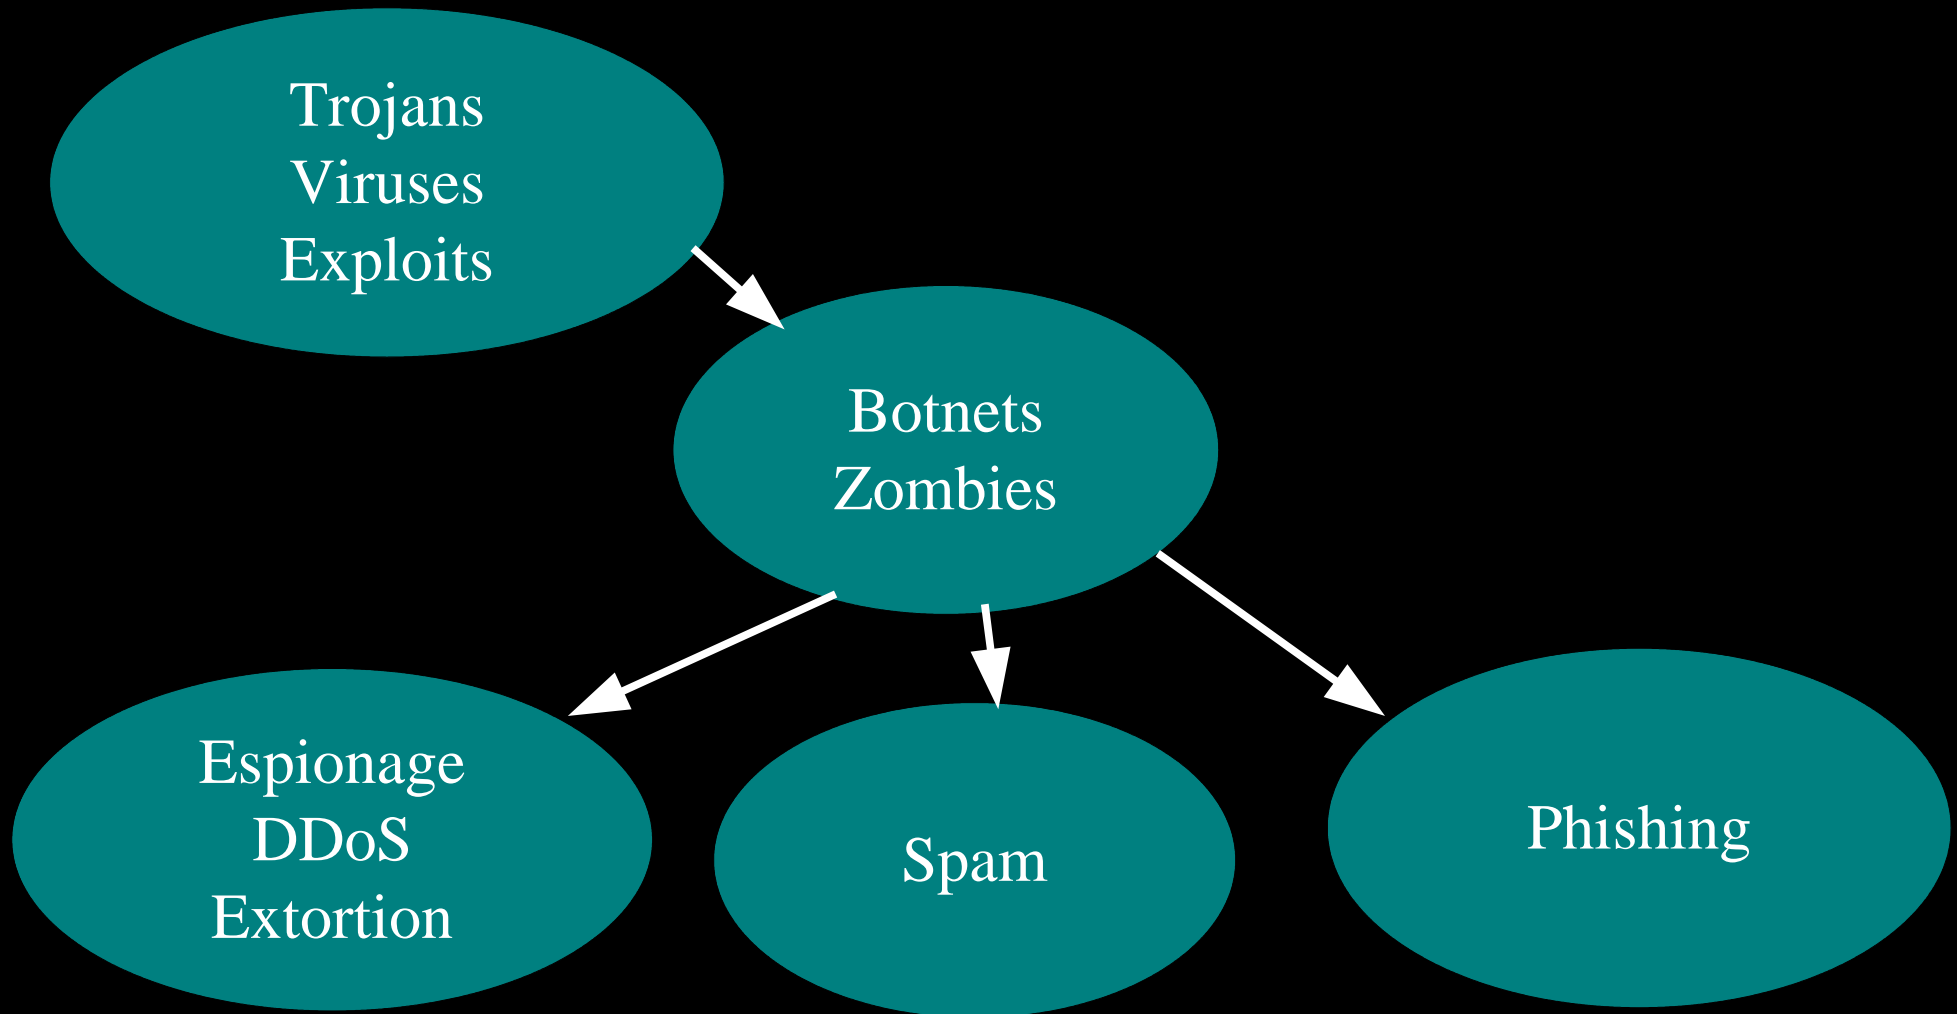 Trojans
Viruses
Exploits
Botnets
Zombies
Espionage
DDoS
Extortion
Spam
Phishing